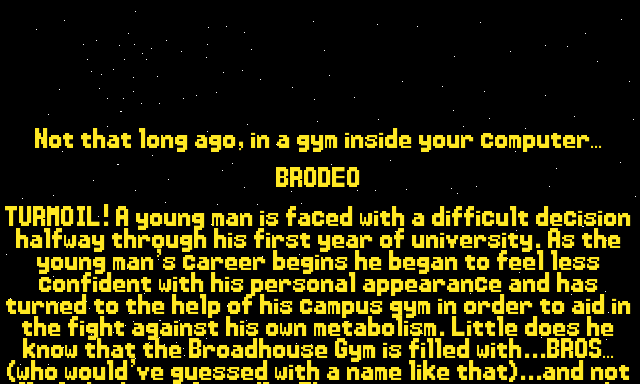 Not that long ago, in a gym inside your computer...
BRODEO
TURMOIL! A young man is faced with a difficult decision
halfway through his first year of university. As the
young man's career begins he began to feel less
confident with his personal appearance and has
turned to the help of his campus gym in order to aid in
the fight against his own metabolism. Little does he
know that the Broadhouse Gym is filled with...BROS...
(who would've guessed with a name like that)...and not